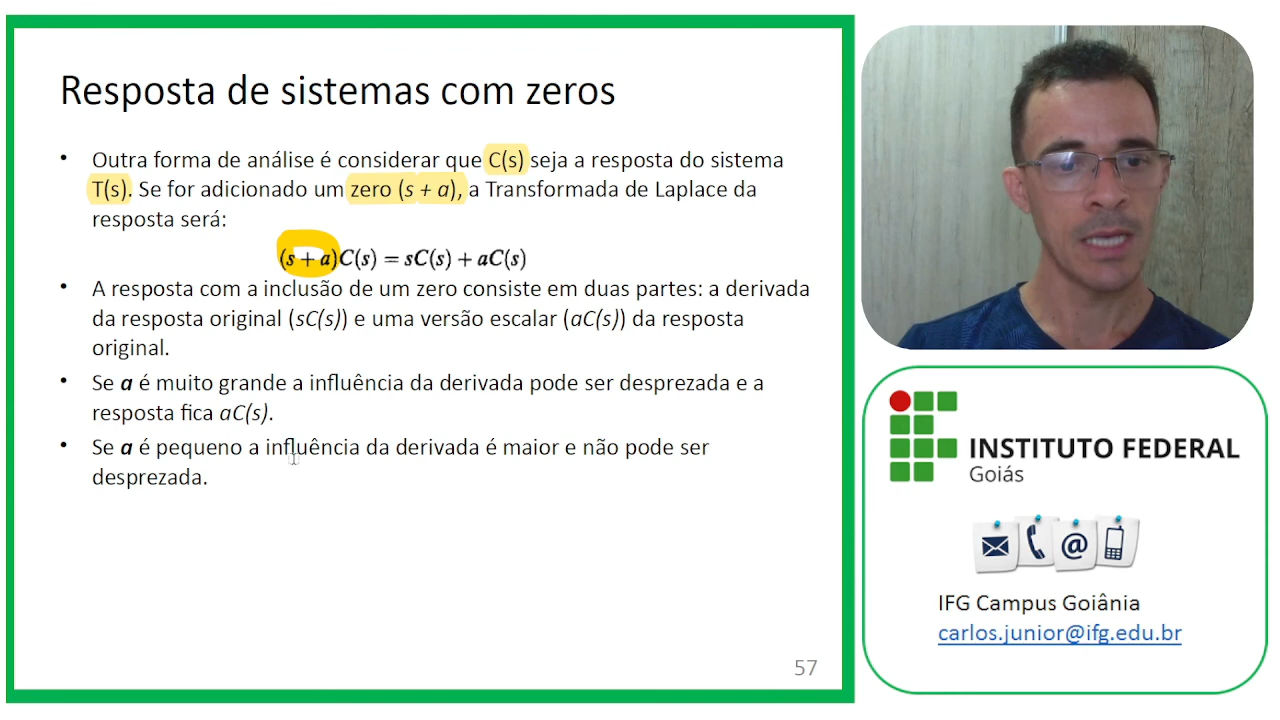 Resposta de sistemas com zeros
• Outra forma de análise é considerar que C(s) seja a resposta do sistema
T(s). Se for adicionado um zero (s + a), a Transformada de Laplace da
resposta será:
(s + a)C(s) = sC(s) + aC(s)
• A resposta com a inclusão de um zero consiste em duas partes: a derivada
da resposta original (sC(s)) e uma versão escalar (aC(s)) da resposta
original.
• Se a é muito grande a influência da derivada pode ser desprezada e a
resposta fica aC(s).
• Se a é pequeno a influência da derivada é maior e não pode ser
desprezada.
57
INSTITUTO FEDERAL
Goiás
@
IFG Campus Goiânia
carlos.junior@ifg.edu.br